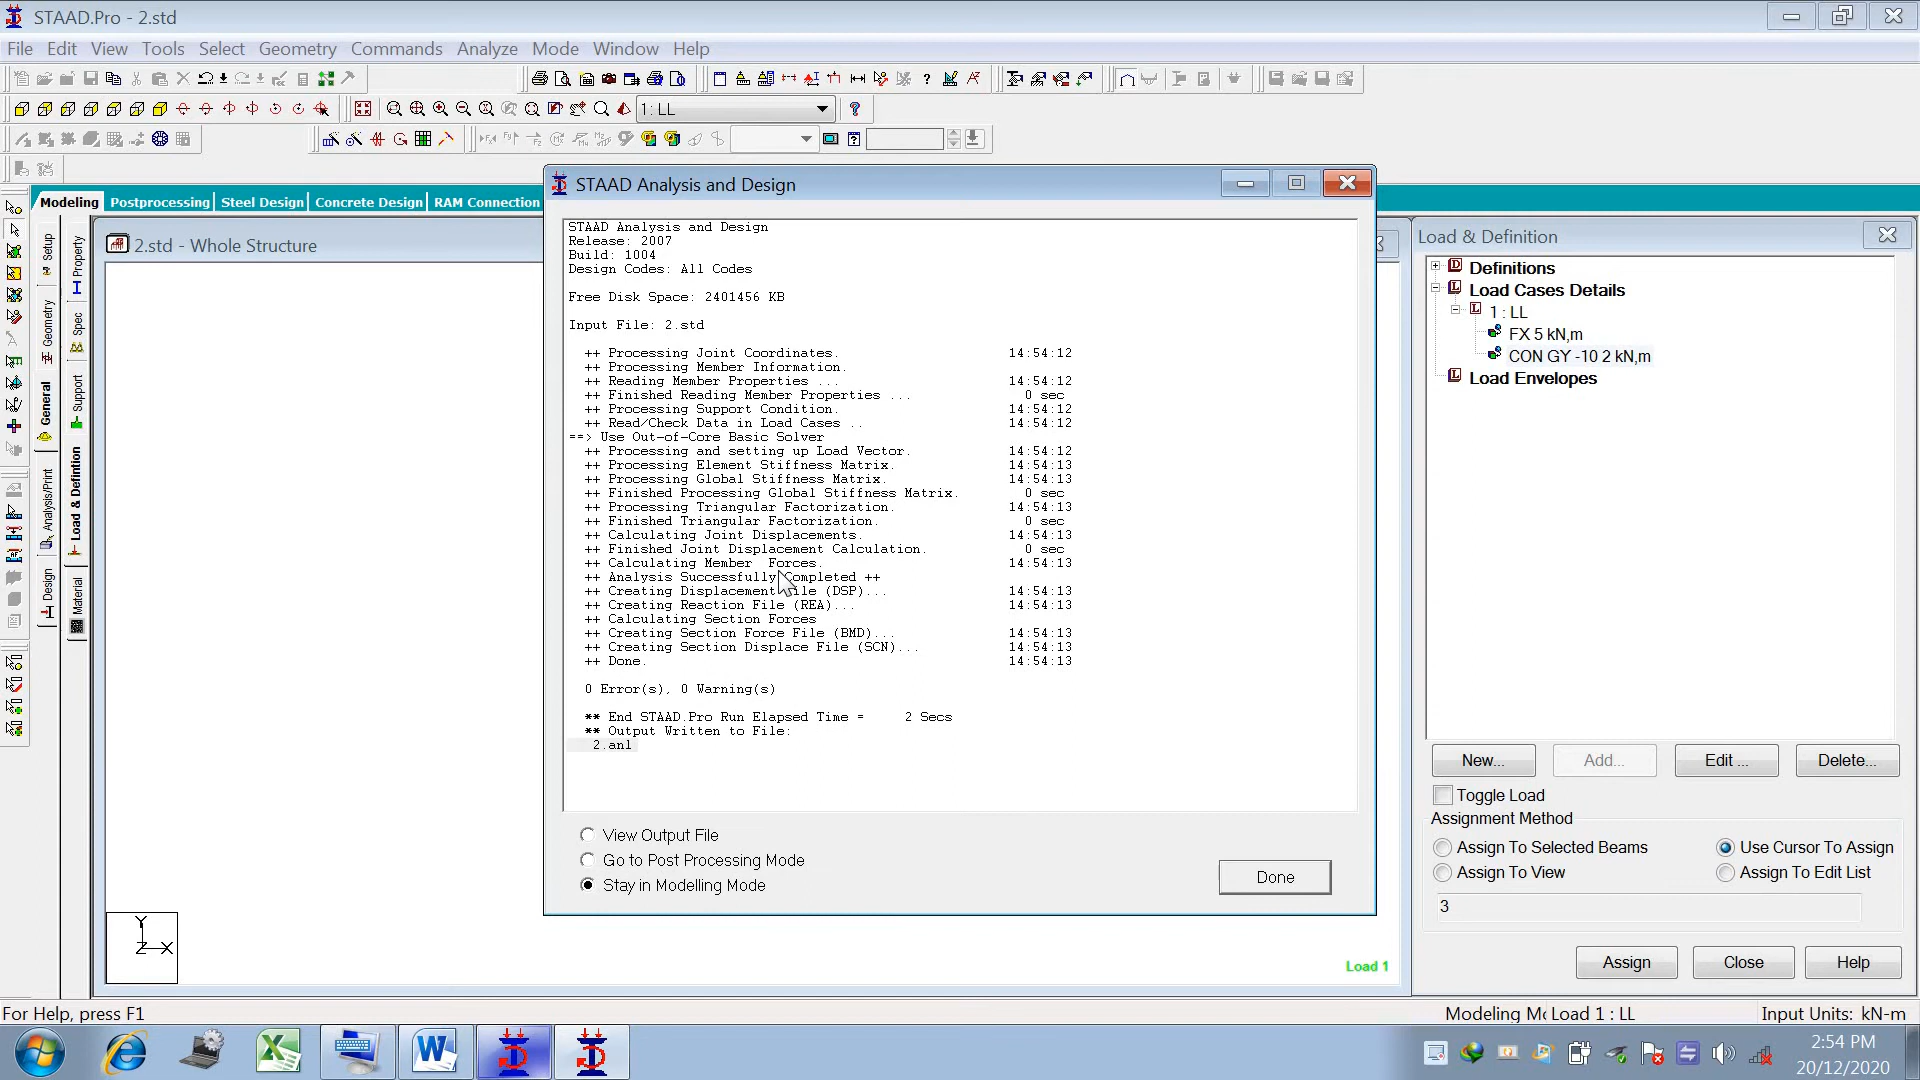 STAAD.Pro - 2.std
File Edit View Tools Select Geometry Commands Analyze Mode Window Help
1: LL
Modeling Postprocessing Steel Design Concrete Design RAM Connection
Setup
Geometry
General
Analysis/Print
Design
Property
Spec
Support
Load & Definition
Material
2.std - Whole Structure
STAAD Analysis and Design
STAAD Analysis and Design
Release: 2007
Build: 1004
Design Codes: All Codes
Free Disk Space: 2401456 KB
Input File: 2.std
++ Processing Joint Coordinates. 14:54:12
++ Processing Member Information.
++ Reading Member Properties ... 14:54:12
++ Finished Reading Member Properties ... 0 sec
++ Processing Support Condition. 14:54:12
++ Read/Check Data in Load Cases .. 14:54:12
==> Use Out-of-Core Basic Solver
++ Processing and setting up Load Vector. 14:54:12
++ Processing Element Stiffness Matrix. 14:54:13
++ Processing Global Stiffness Matrix. 14:54:13
++ Finished Processing Global Stiffness Matrix. 0 sec
++ Processing Triangular Factorization. 14:54:13
++ Finished Triangular Factorization. 0 sec
++ Calculating Joint Displacements. 14:54:13
++ Finished Joint Displacement Calculation. 0 sec
++ Calculating Member Forces. 14:54:13
++ Analysis Successfully Completed ++
++ Creating Displacement File (DSP)... 14:54:13
++ Creating Reaction File (REA)... 14:54:13
++ Calculating Section Forces
++ Creating Section Force File (BMD)... 14:54:13
++ Creating Section Displace File (SCN)... 14:54:13
++ Done. 14:54:13
0 Error(s), 0 Warning(s)
** End STAAD.Pro Run Elapsed Time = 2 Secs
** Output Written to File:
2.anl
View Output File
Go to Post Processing Mode
Stay in Modelling Mode
Done
Y
Z X
Load 1
Load & Definition
Definitions
Load Cases Details
1 : LL
FX 5 kN,m
CON GY -10 2 kN,m
Load Envelopes
New... Add... Edit ... Delete...
Toggle Load
Assignment Method
Assign To Selected Beams Use Cursor To Assign
Assign To View Assign To Edit List
3
Assign Close Help
For Help, press F1 Modeling Mo Load 1 : LL Input Units: kN-m
2:54 PM
20/12/2020